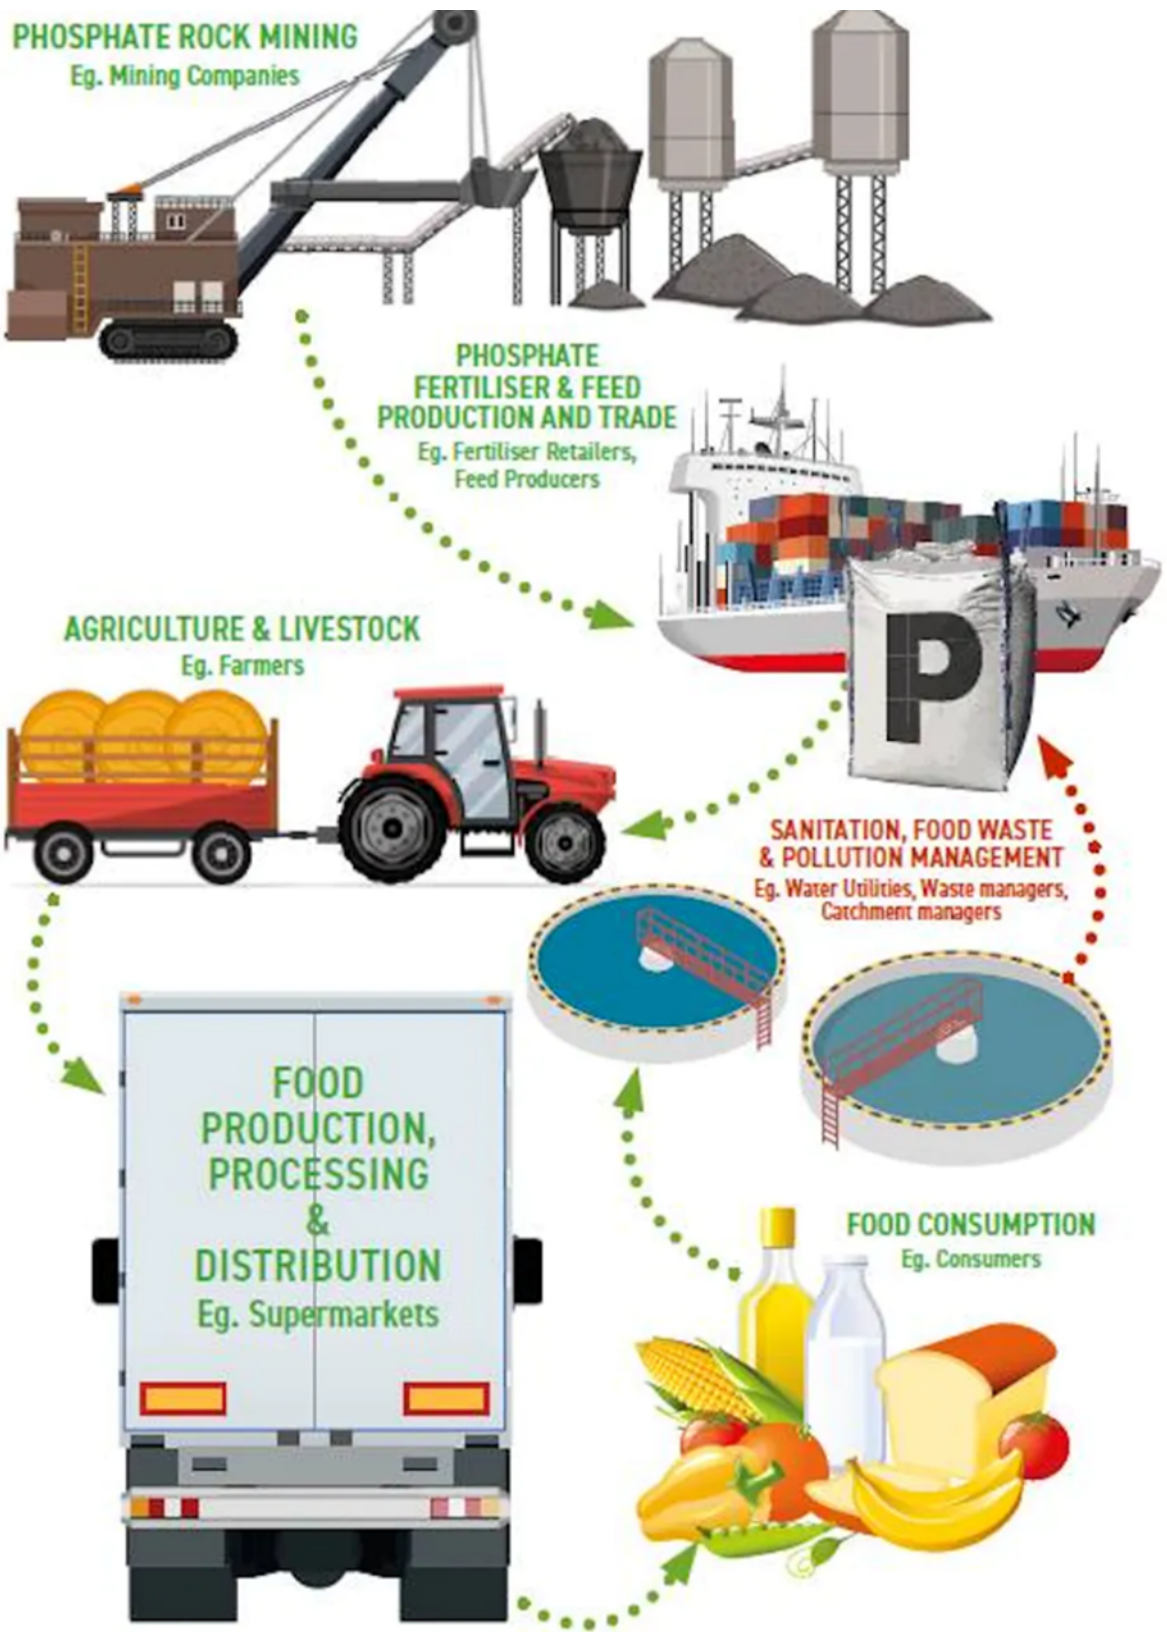 PHOSPHATE ROCK MINING
Eg. Mining Companies
PHOSPHATE
FERTILISER & FEED
PRODUCTION AND TRADE
Eg. Fertiliser Retailers,
Feed Producers
P
AGRICULTURE & LIVESTOCK
Eg. Farmers
SANITATION, FOOD WASTE
& POLLUTION MANAGEMENT
Eg. Water Utilities, Waste managers,
Catchment managers
FOOD
PRODUCTION,
PROCESSING
&
DISTRIBUTION
Eg. Supermarkets
FOOD CONSUMPTION
Eg. Consumers